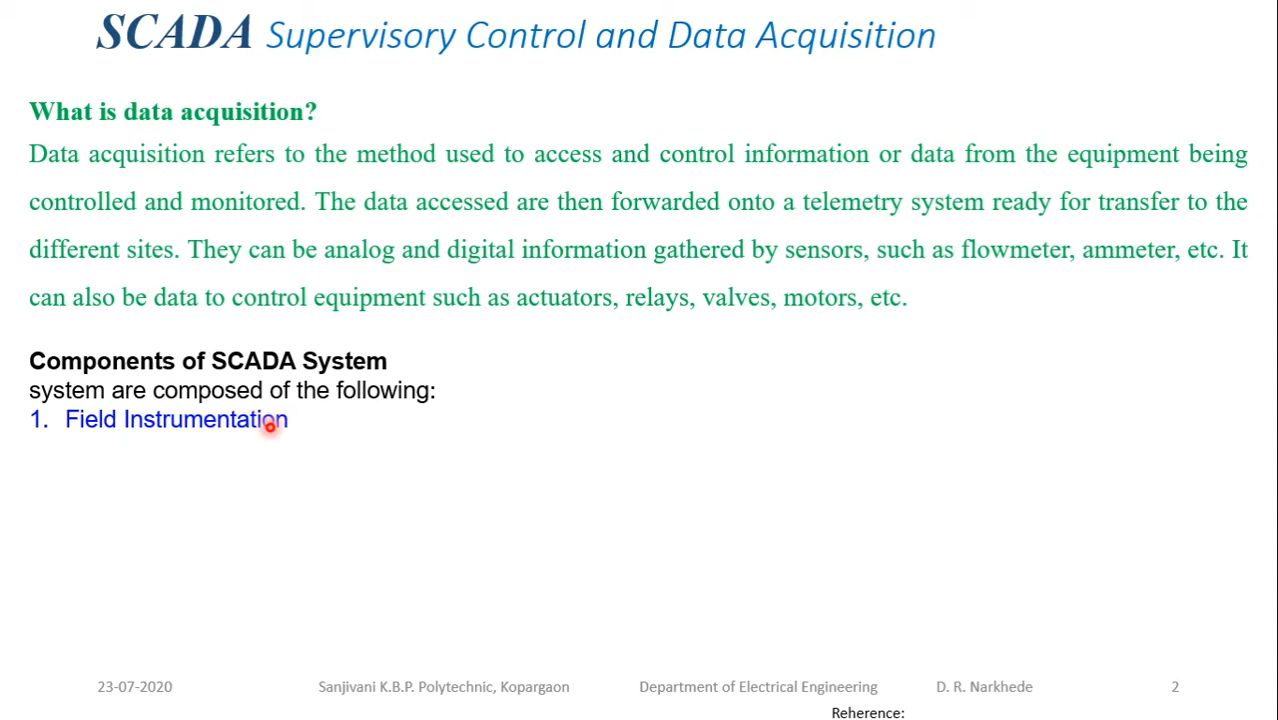 SCADA Supervisory Control and Data Acquisition
What is data acquisition?
Data acquisition refers to the method used to access and control information or data from the equipment being
controlled and monitored. The data accessed are then forwarded onto a telemetry system ready for transfer to the
different sites. They can be analog and digital information gathered by sensors, such as flowmeter, ammeter, etc. It
can also be data to control equipment such as actuators, relays, valves, motors, etc.
Components of SCADA System
system are composed of the following:
1. Field Instrumentation
23-07-2020 Sanjivani K.B.P. Polytechnic, Kopargaon Department of Electrical Engineering D. R. Narkhede 2
Reherence: